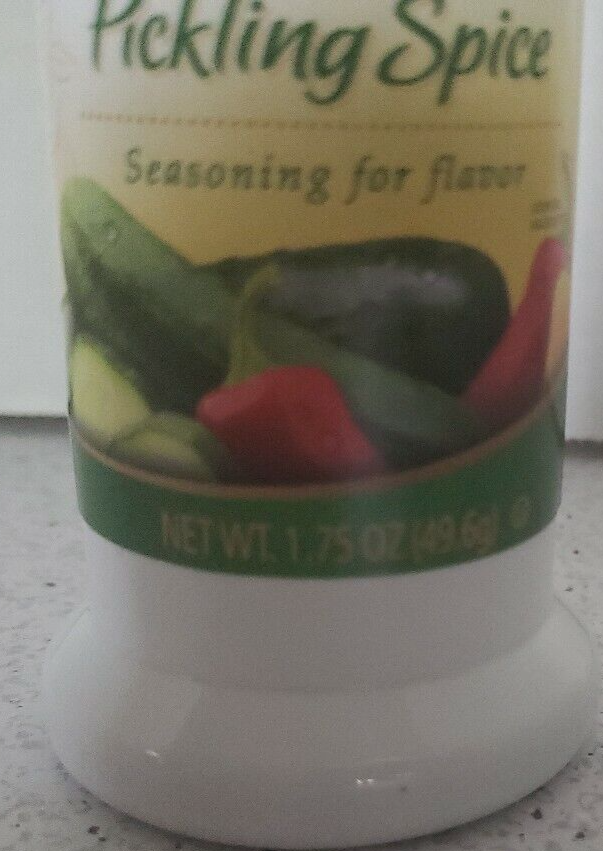 Pickling Spice
Seasoning for flavor
NET WT. 1.75 OZ (49.6g)